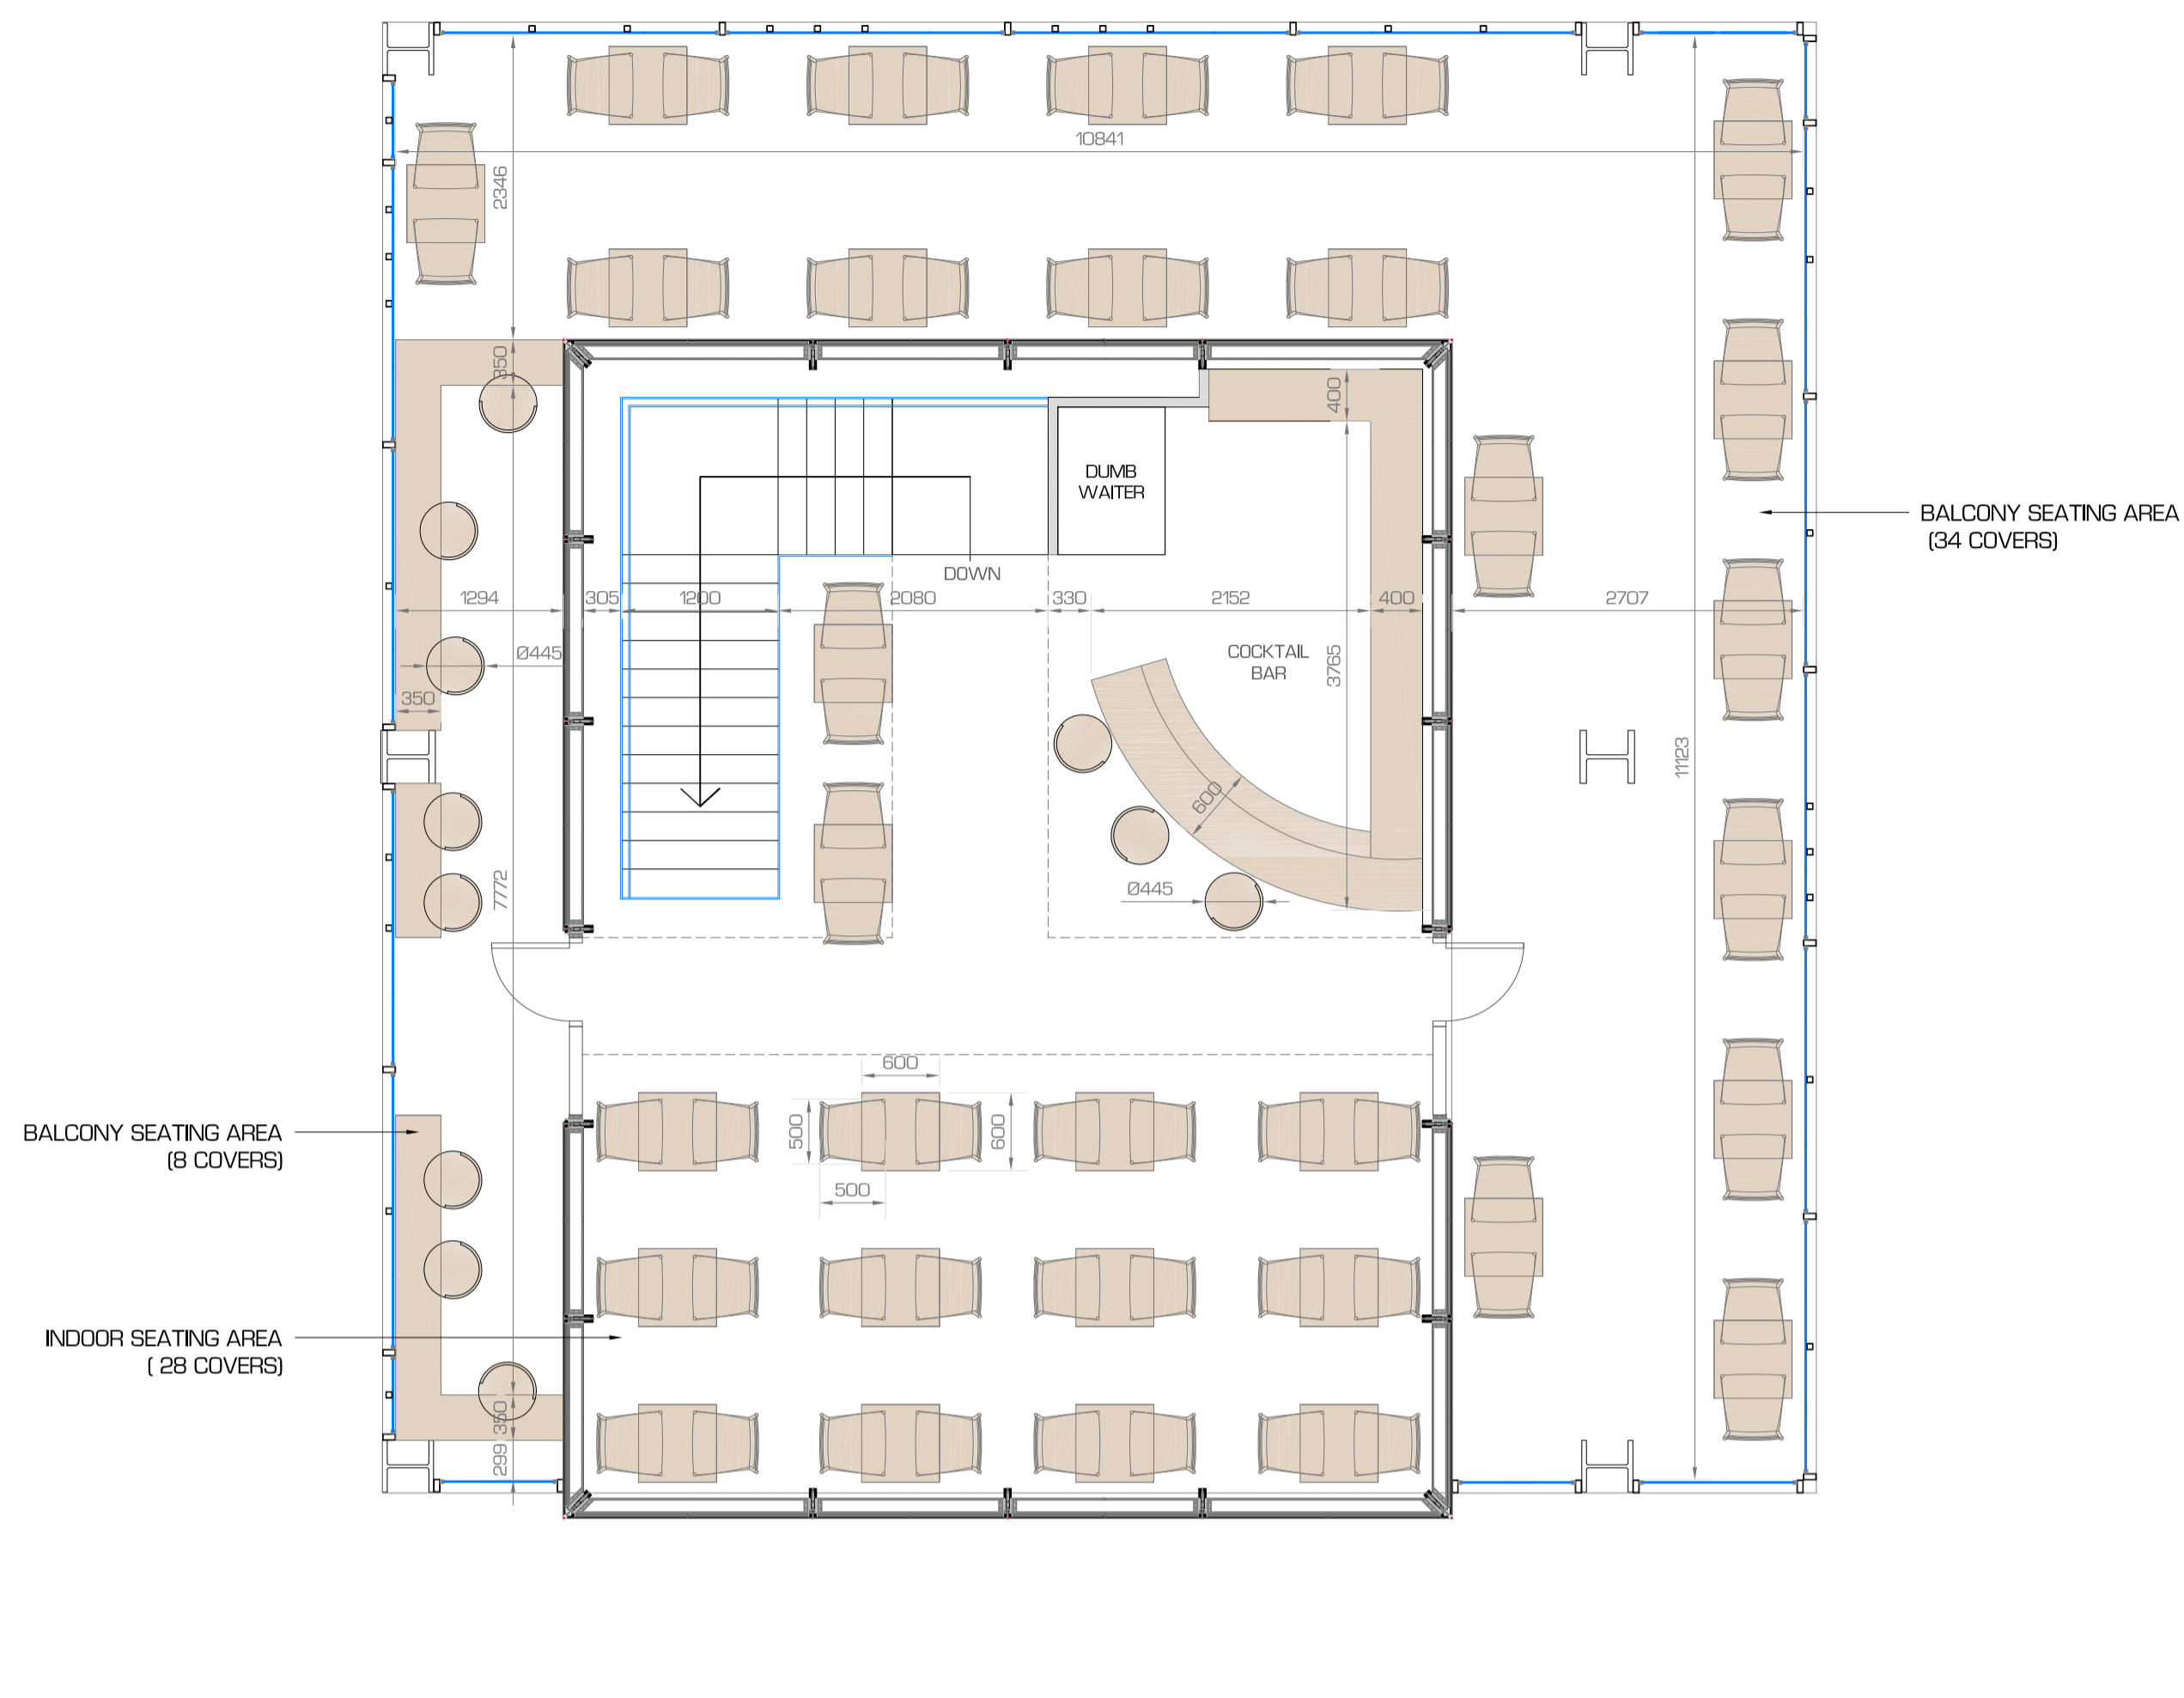 10841
2346
350
400
DUMB
WAITER
BALCONY SEATING AREA
(34 COVERS)
DOWN
1294
305
1200
2080
330
2152
400
2707
Ø445
COCKTAIL
BAR
3765
350
11123
600
7772
Ø445
600
500
600
500
BALCONY SEATING AREA
(8 COVERS)
INDOOR SEATING AREA
( 28 COVERS)
350
299